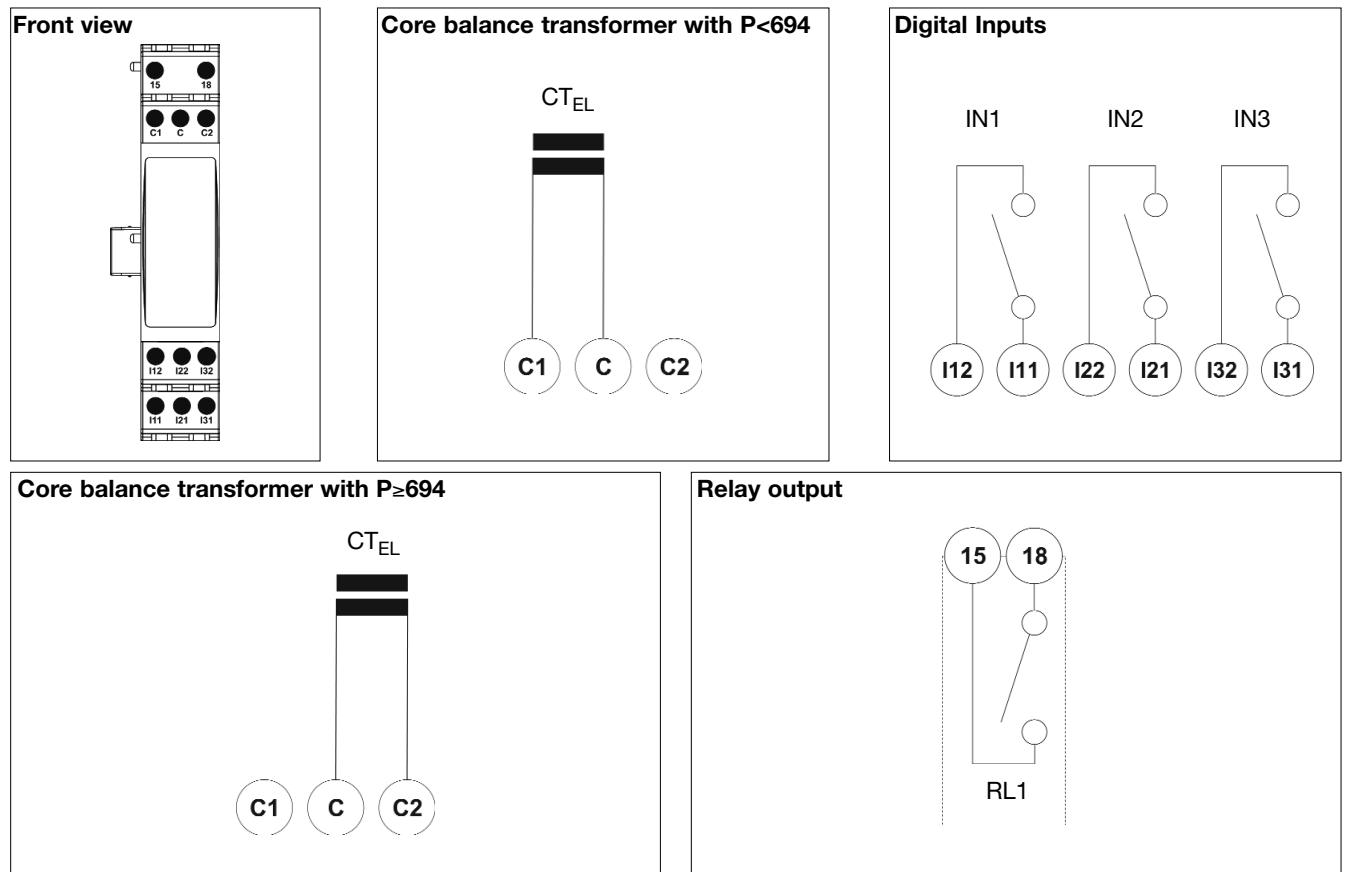 Front view
15 18
C1 C C2
I12 I22 I32
I11 I21 I31
Core balance transformer with P<694
CTEL
C1 C C2
Digital Inputs
IN1 IN2 IN3
I12 I11 I22 I21 I32 I31
Core balance transformer with P≥694
CTEL
C1 C C2
Relay output
15 18
RL1